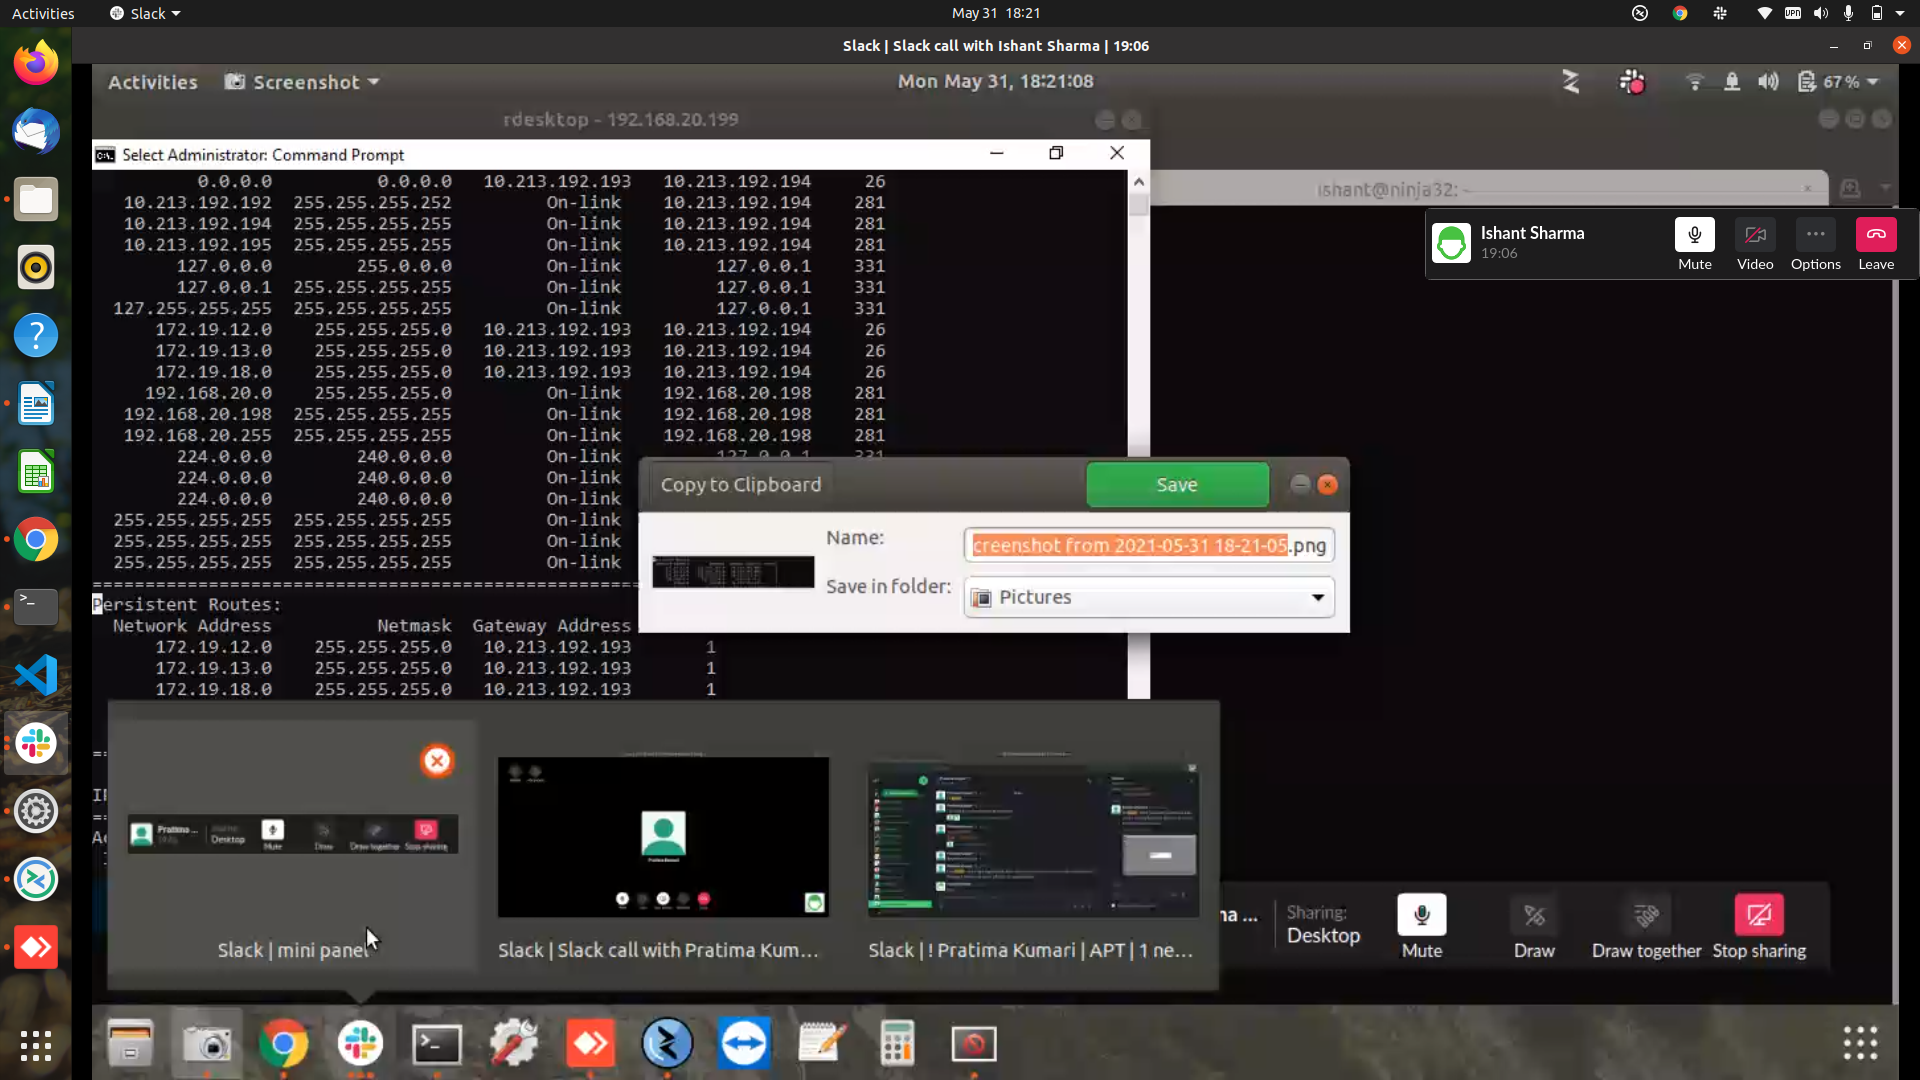 Activities Slack May 31 18:21
Slack | Slack call with Ishant Sharma | 19:06
Activities Screenshot Mon May 31, 18:21:08 67 %
rdesktop - 192.168.20.199
Select Administrator: Command Prompt
ishant@ninja32: ~
0.0.0.0 0.0.0.0 10.213.192.193 10.213.192.194 26
10.213.192.192 255.255.255.252 On-link 10.213.192.194 281
10.213.192.194 255.255.255.255 On-link 10.213.192.194 281
10.213.192.195 255.255.255.255 On-link 10.213.192.194 281
127.0.0.0 255.0.0.0 On-link 127.0.0.1 331
127.0.0.1 255.255.255.255 On-link 127.0.0.1 331
127.255.255.255 255.255.255.255 On-link 127.0.0.1 331
172.19.12.0 255.255.255.0 10.213.192.193 10.213.192.194 26
172.19.13.0 255.255.255.0 10.213.192.193 10.213.192.194 26
172.19.18.0 255.255.255.0 10.213.192.193 10.213.192.194 26
192.168.20.0 255.255.255.0 On-link 192.168.20.198 281
192.168.20.198 255.255.255.255 On-link 192.168.20.198 281
192.168.20.255 255.255.255.255 On-link 192.168.20.198 281
224.0.0.0 240.0.0.0 On-link 127.0.0.1 331
224.0.0.0 240.0.0.0 On-link
224.0.0.0 240.0.0.0 On-link
255.255.255.255 255.255.255.255 On-link
255.255.255.255 255.255.255.255 On-link
255.255.255.255 255.255.255.255 On-link
Persistent Routes:
Network Address Netmask Gateway Address
172.19.12.0 255.255.255.0 10.213.192.193 1
172.19.13.0 255.255.255.0 10.213.192.193 1
172.19.18.0 255.255.255.0 10.213.192.193 1
Ishant Sharma
19:06
Mute Video Options Leave
Copy to Clipboard Save
Name: creenshot from 2021-05-31 18-21-05.png
Save in folder: Pictures
Pratima ... Desktop Mute Draw Draw together Stop sharing
Slack | mini panel
Slack | Slack call with Pratima Kum...
Slack | ! Pratima Kumari | APT | 1 ne...
na ... Sharing:
Desktop
Mute Draw Draw together Stop sharing